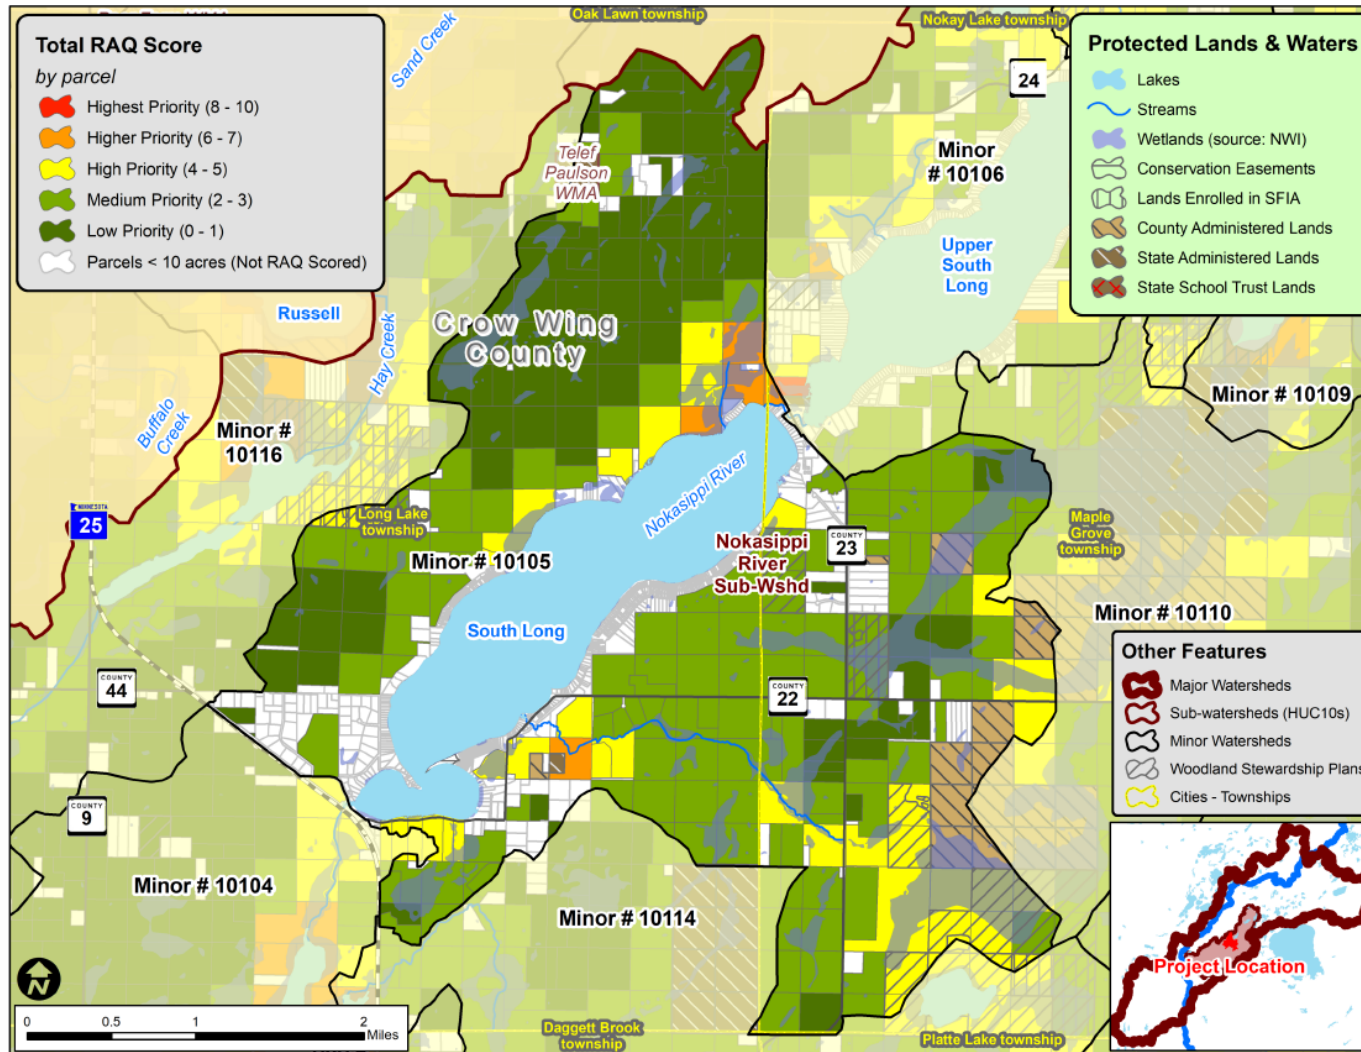 Oak Lawn township
Nokay Lake township
Total RAQ Score
by parcel
Highest Priority (8 - 10)
Higher Priority (6 - 7)
High Priority (4 - 5)
Medium Priority (2 - 3)
Low Priority (0 - 1)
Parcels < 10 acres (Not RAQ Scored)
Sand Creek
Protected Lands & Waters
Lakes
Streams
Wetlands (source: NWI)
Conservation Easements
Lands Enrolled in SFIA
County Administered Lands
State Administered Lands
State School Trust Lands
24
Telef
Paulson
WMA
Minor
# 10106
Upper
South
Long
Russell
Hay Creek
Crow Wing
County
Buffalo
Creek
Minor #
10116
Minor # 10109
MINNESOTA
25
Long Lake
township
Nokasippi River
Minor # 10105
Nokasippi
River
Sub-Wshd
COUNTY
23
Maple
Grove
township
South Long
Minor # 10110
COUNTY
44
COUNTY
22
Other Features
Major Watersheds
Sub-watersheds (HUC10s)
Minor Watersheds
Woodland Stewardship Plans
Cities - Townships
COUNTY
9
Minor # 10104
Minor # 10114
Project Location
N
0 0.5 1 2
Miles
Daggett Brook
township
Platte Lake township